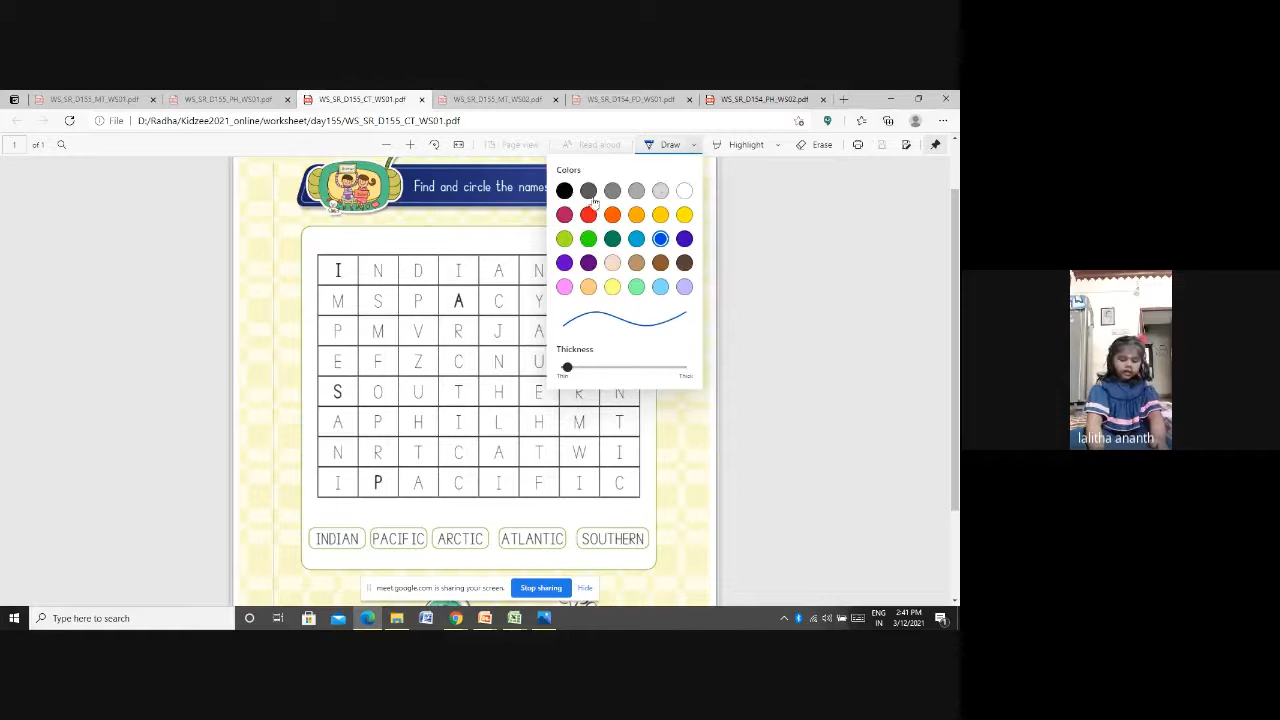 WS_SR_D155_MT_WS01.pdf
WS_SR_D155_PH_WS01.pdf
WS_SR_D155_CT_WS01.pdf
WS_SR_D155_MT_WS02.pdf
WS_SR_D154_PD_WS01.pdf
WS_SR_D154_PH_WS02.pdf
File D:/Radha/Kidzee2021_online/worksheet/day155/WS_SR_D155_CT_WS01.pdf
1 of 1 Page view Read aloud Draw Highlight Erase
Find and circle the names
Colors
Thickness
Thin Thick
I N D I A N
M S P A C Y
P M V R J A
E F Z C N U
S O U T H E R N
A P H I L H M T
N R T C A T W I
I P A C I F I C
INDIAN PACIFIC ARCTIC ATLANTIC SOUTHERN
meet.google.com is sharing your screen. Stop sharing Hide
lalitha ananth
Type here to search
ENG 2:41 PM
IN 3/12/2021